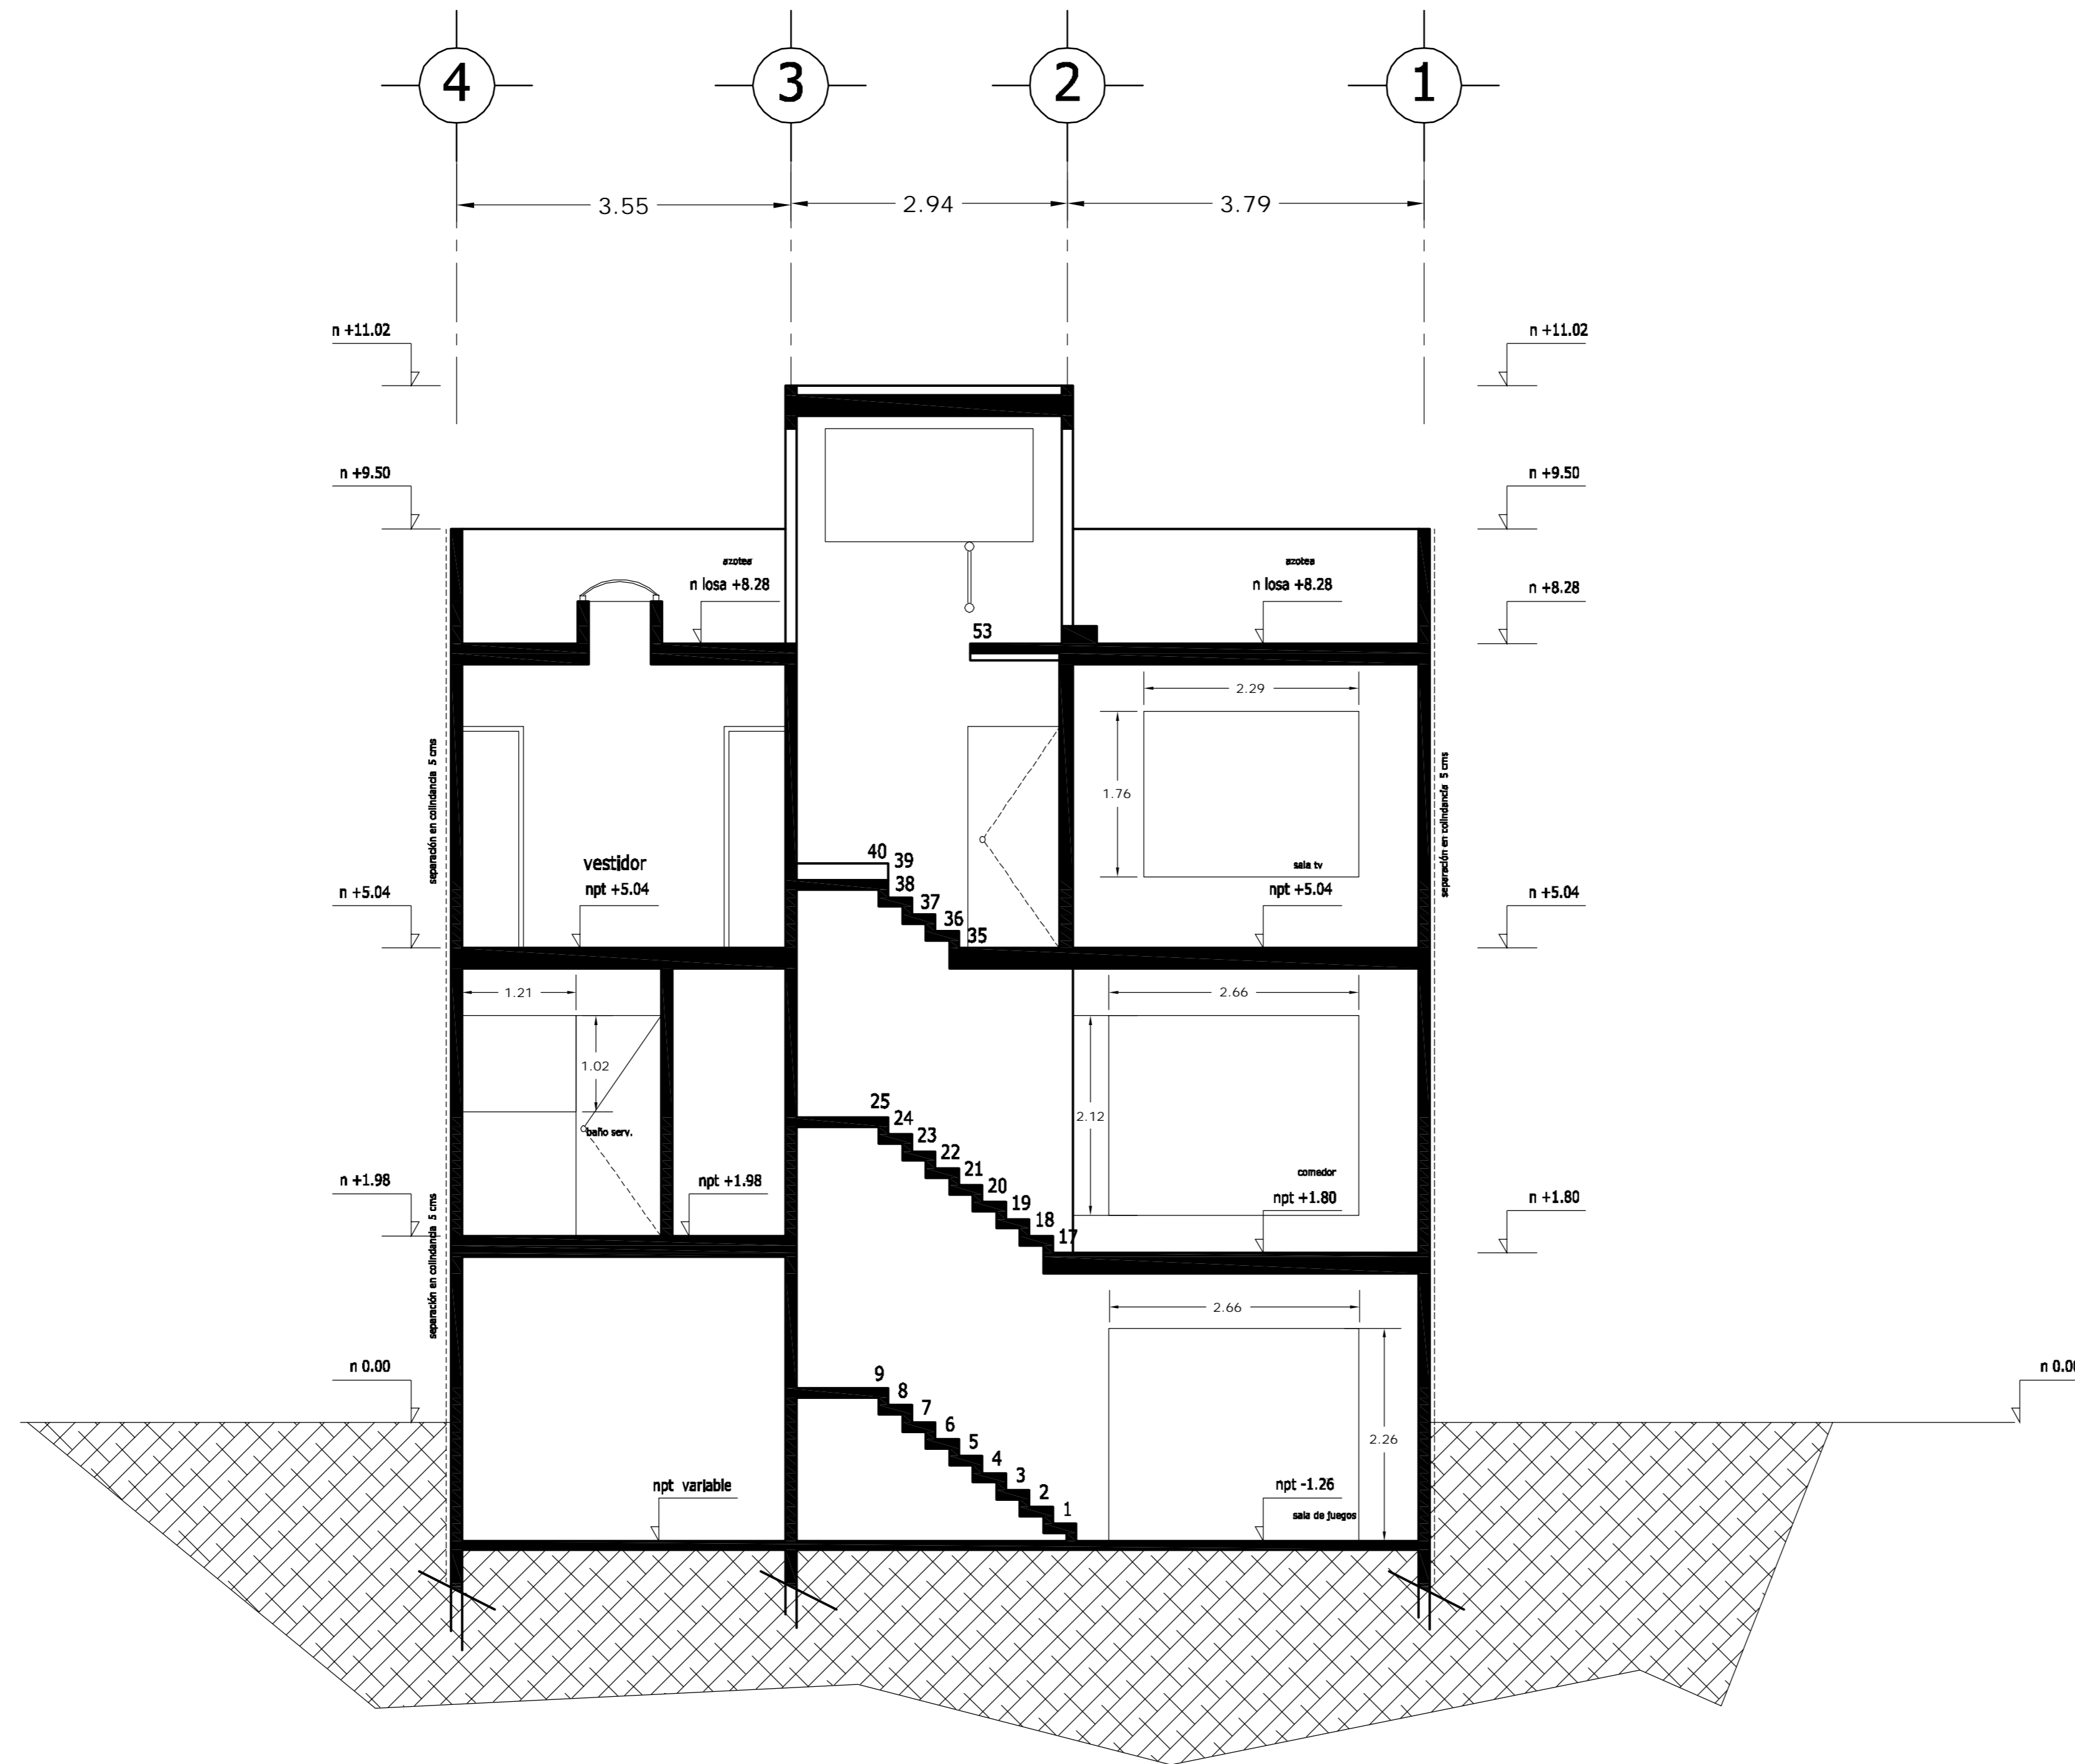 4
3
2
1
3.55
2.94
3.79
n +11.02
n +11.02
n +9.50
n +9.50
azotea
n losa +8.28
azotea
n losa +8.28
n +8.28
53
2.29
1.76
separación en colindancia 5 cms
separación en colindancia 5 cms
vestidor
npt +5.04
40
39
38
37
36
35
sala tv
npt +5.04
n +5.04
n +5.04
1.21
1.02
baño serv.
2.66
2.12
25
24
23
22
21
20
19
18
17
comedor
npt +1.80
n +1.98
npt +1.98
n +1.80
separación en colindancia 5 cms
2.66
2.26
n 0.00
9
8
7
6
5
4
3
2
1
npt variable
npt -1.26
sala de juegos